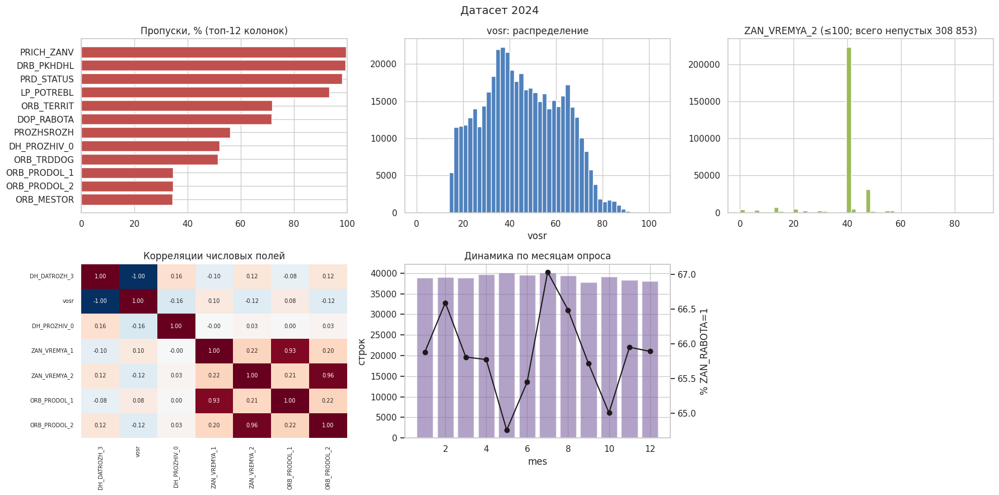 Датасет 2024
Пропуски, % (топ-12 колонок)
PRICH_ZANV
DRB_PKHDHL
PRD_STATUS
LP_POTREBL
ORB_TERRIT
DOP_RABOTA
PROZHSROZH
DH_PROZHIV_0
ORB_TRDDOG
ORB_PRODOL_1
ORB_PRODOL_2
ORB_MESTOR
0 20 40 60 80 100
vosr: распределение
20000
15000
10000
5000
0
0 20 40 60 80 100
vosr
ZAN_VREMYA_2 (≤100; всего непустых 308 853)
200000
150000
100000
50000
0
0 20 40 60 80
Корреляции числовых полей
DH_DATROZH_3 1.00 -1.00 0.16 -0.10 0.12 -0.08 0.12
vosr -1.00 1.00 -0.16 0.10 -0.12 0.08 -0.12
DH_PROZHIV_0 0.16 -0.16 1.00 -0.00 0.03 0.00 0.03
ZAN_VREMYA_1 -0.10 0.10 -0.00 1.00 0.22 0.93 0.20
ZAN_VREMYA_2 0.12 -0.12 0.03 0.22 1.00 0.21 0.96
ORB_PRODOL_1 -0.08 0.08 0.00 0.93 0.21 1.00 0.22
ORB_PRODOL_2 0.12 -0.12 0.03 0.20 0.96 0.22 1.00
DH_DATROZH_3
vosr
DH_PROZHIV_0
ZAN_VREMYA_1
ZAN_VREMYA_2
ORB_PRODOL_1
ORB_PRODOL_2
Динамика по месяцам опроса
строк
40000
35000
30000
25000
20000
15000
10000
5000
0
2 4 6 8 10 12
mes
67.0
66.5
66.0
65.5
65.0
% ZAN_RABOTA=1